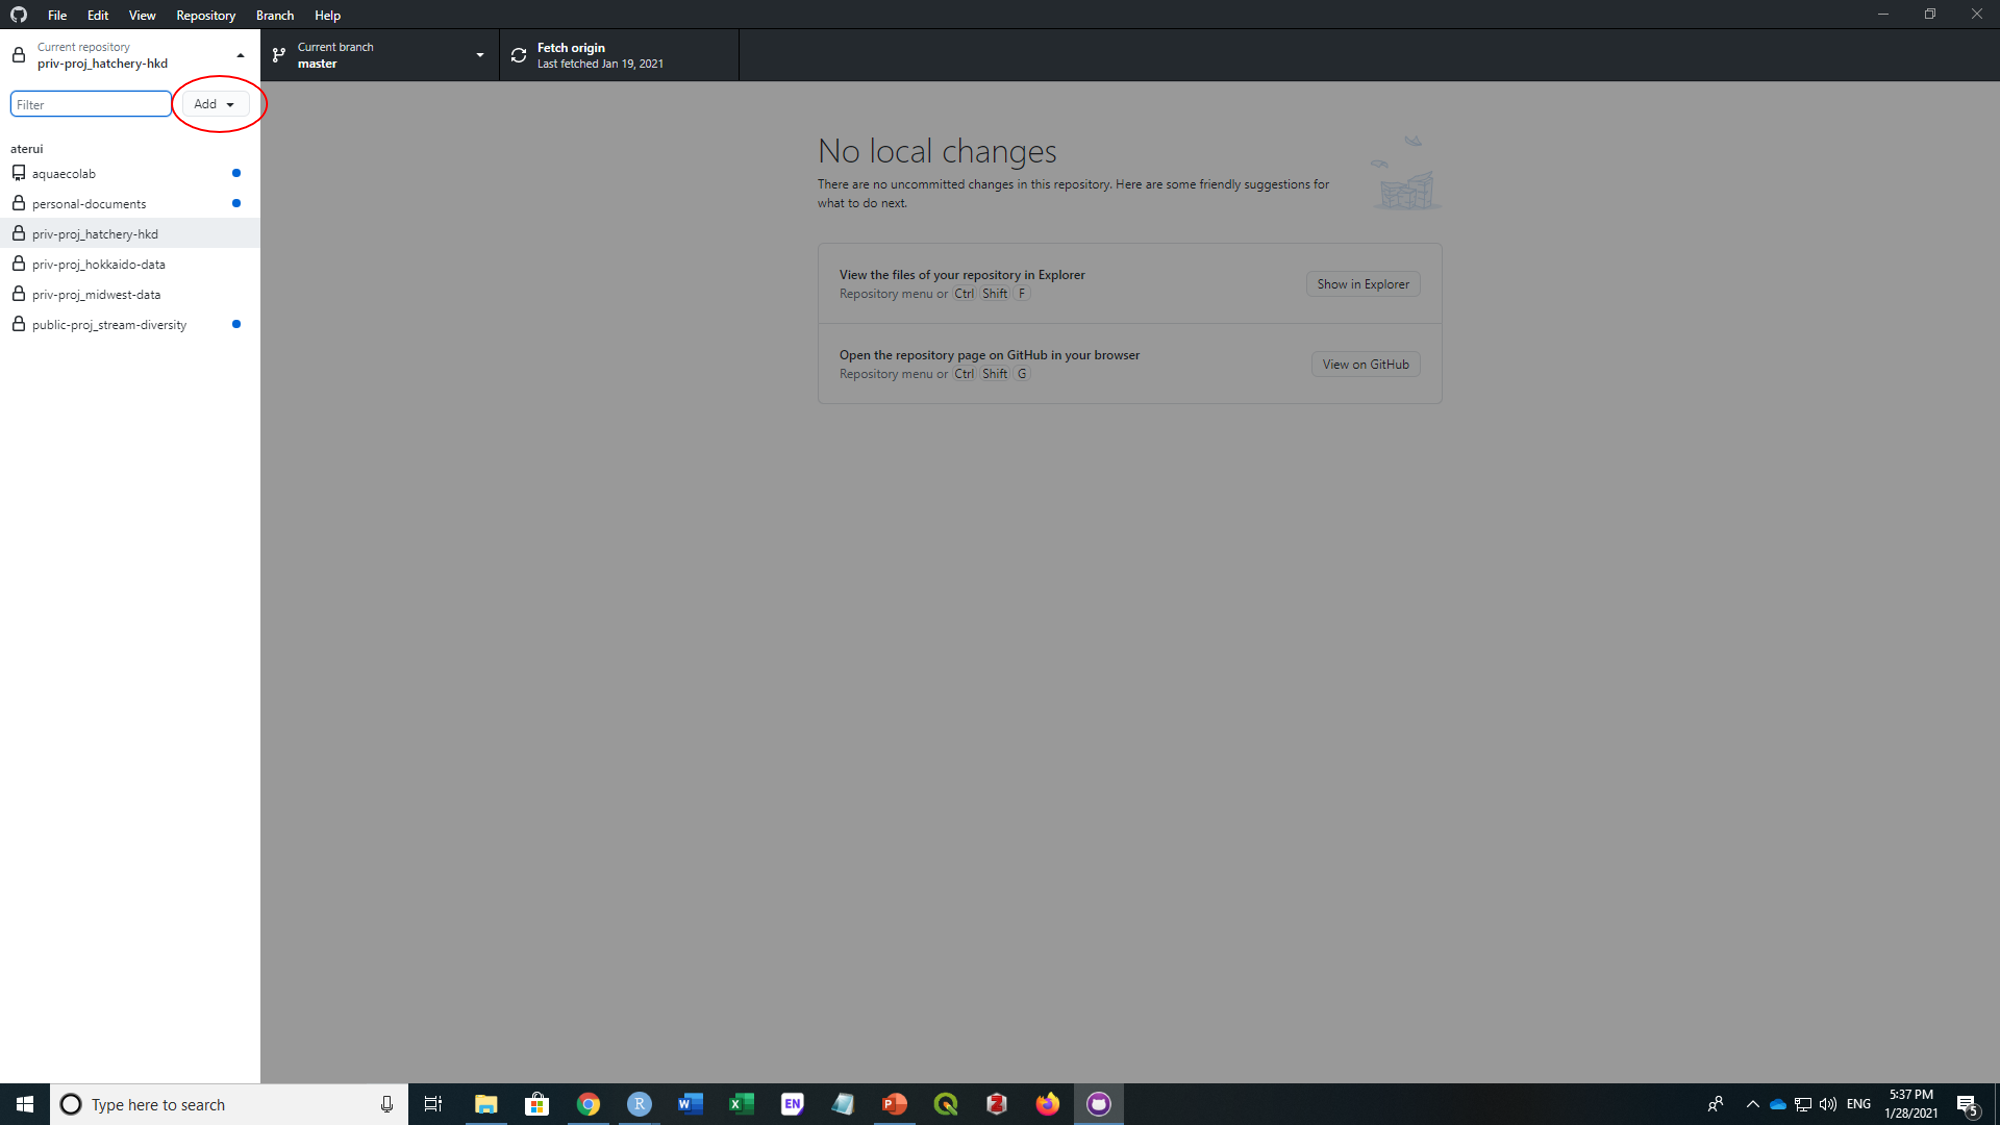 File Edit View Repository Branch Help
Current repository
priv-proj_hatchery-hkd
Current branch
master
Fetch origin
Last fetched Jan 19, 2021
Filter
Add
aterui
aquaecolab
personal-documents
priv-proj_hatchery-hkd
priv-proj_hokkaido-data
priv-proj_midwest-data
public-proj_stream-diversity
No local changes
There are no uncommitted changes in this repository. Here are some friendly suggestions for
what to do next.
View the files of your repository in Explorer
Repository menu or Ctrl Shift F
Show in Explorer
Open the repository page on GitHub in your browser
Repository menu or Ctrl Shift G
View on GitHub
Type here to search
R
W
X
EN
P
Z
ENG
5:37 PM
1/28/2021
5